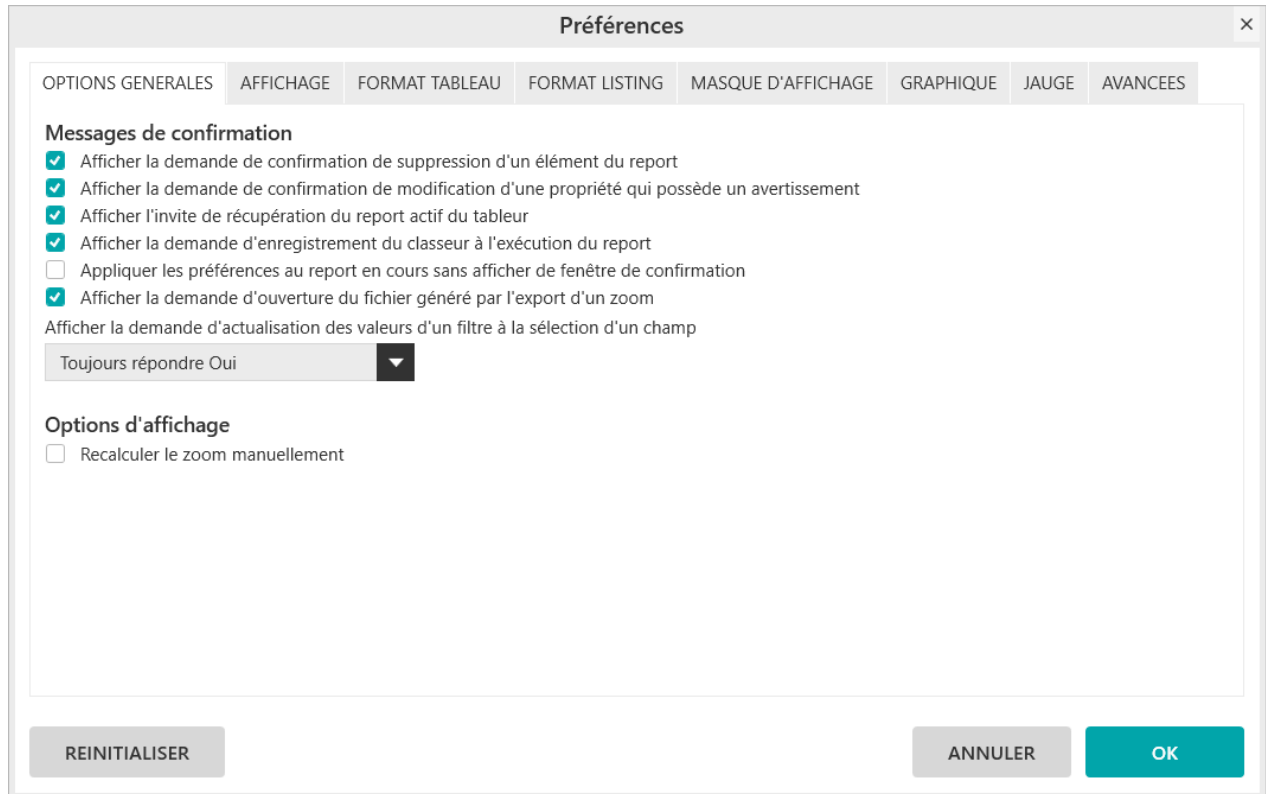 Préférences
OPTIONS GENERALES AFFICHAGE FORMAT TABLEAU FORMAT LISTING MASQUE D'AFFICHAGE GRAPHIQUE JAUGE AVANCEES
Messages de confirmation
Afficher la demande de confirmation de suppression d'un élément du report
Afficher la demande de confirmation de modification d'une propriété qui possède un avertissement
Afficher l'invite de récupération du report actif du tableur
Afficher la demande d'enregistrement du classeur à l'exécution du report
Appliquer les préférences au report en cours sans afficher de fenêtre de confirmation
Afficher la demande d'ouverture du fichier généré par l'export d'un zoom
Afficher la demande d'actualisation des valeurs d'un filtre à la sélection d'un champ
Toujours répondre Oui
Options d'affichage
Recalculer le zoom manuellement
REINITIALISER ANNULER OK